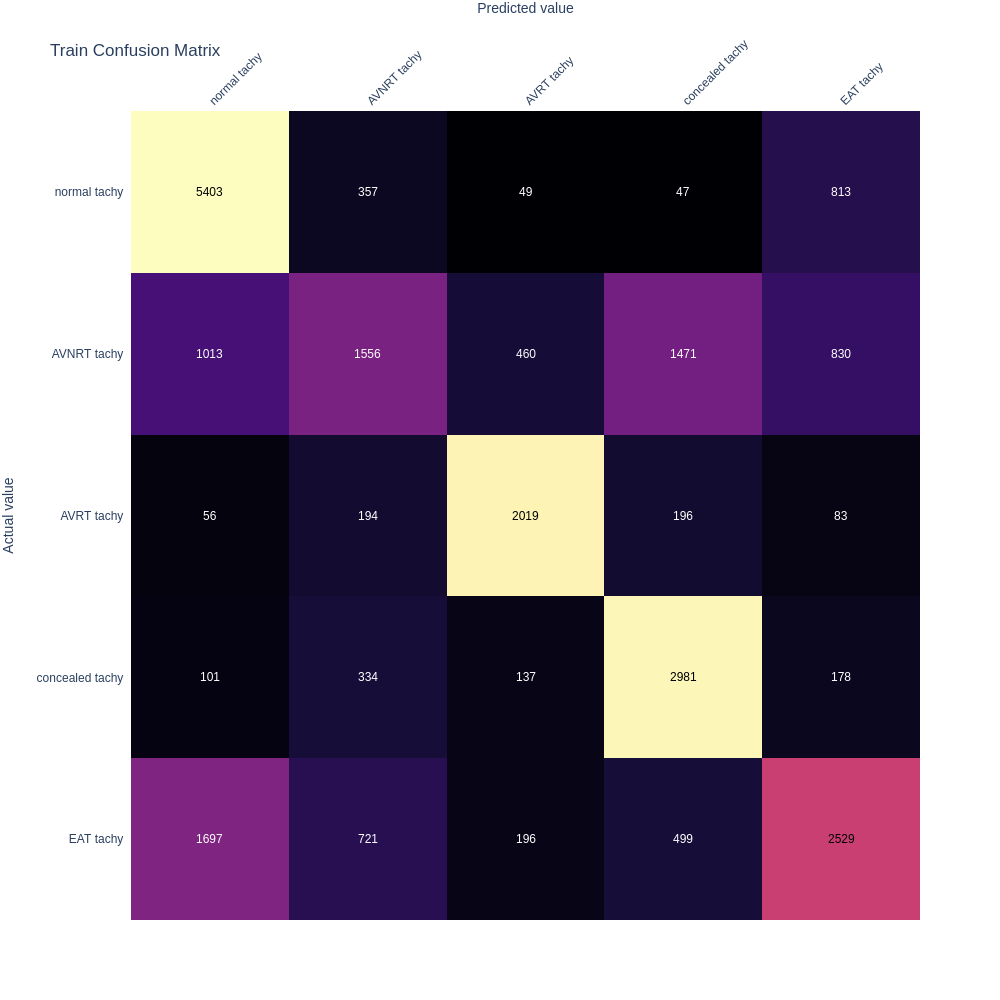 Predicted value
Train Confusion Matrix
normal tachy AVNRT tachy AVRT tachy concealed tachy EAT tachy
normal tachy 5403 357 49 47 813
AVNRT tachy 1013 1556 460 1471 830
Actual value
AVRT tachy 56 194 2019 196 83
concealed tachy 101 334 137 2981 178
EAT tachy 1697 721 196 499 2529